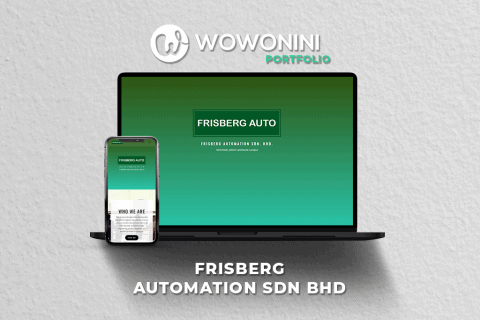 WOWONINI
PORTFOLIO
FRISBERG AUTO
FRISBERG AUTOMATION SDN. BHD.
FRISBERG AUTO
WHO WE ARE
FRISBERG
AUTOMATION SDN BHD